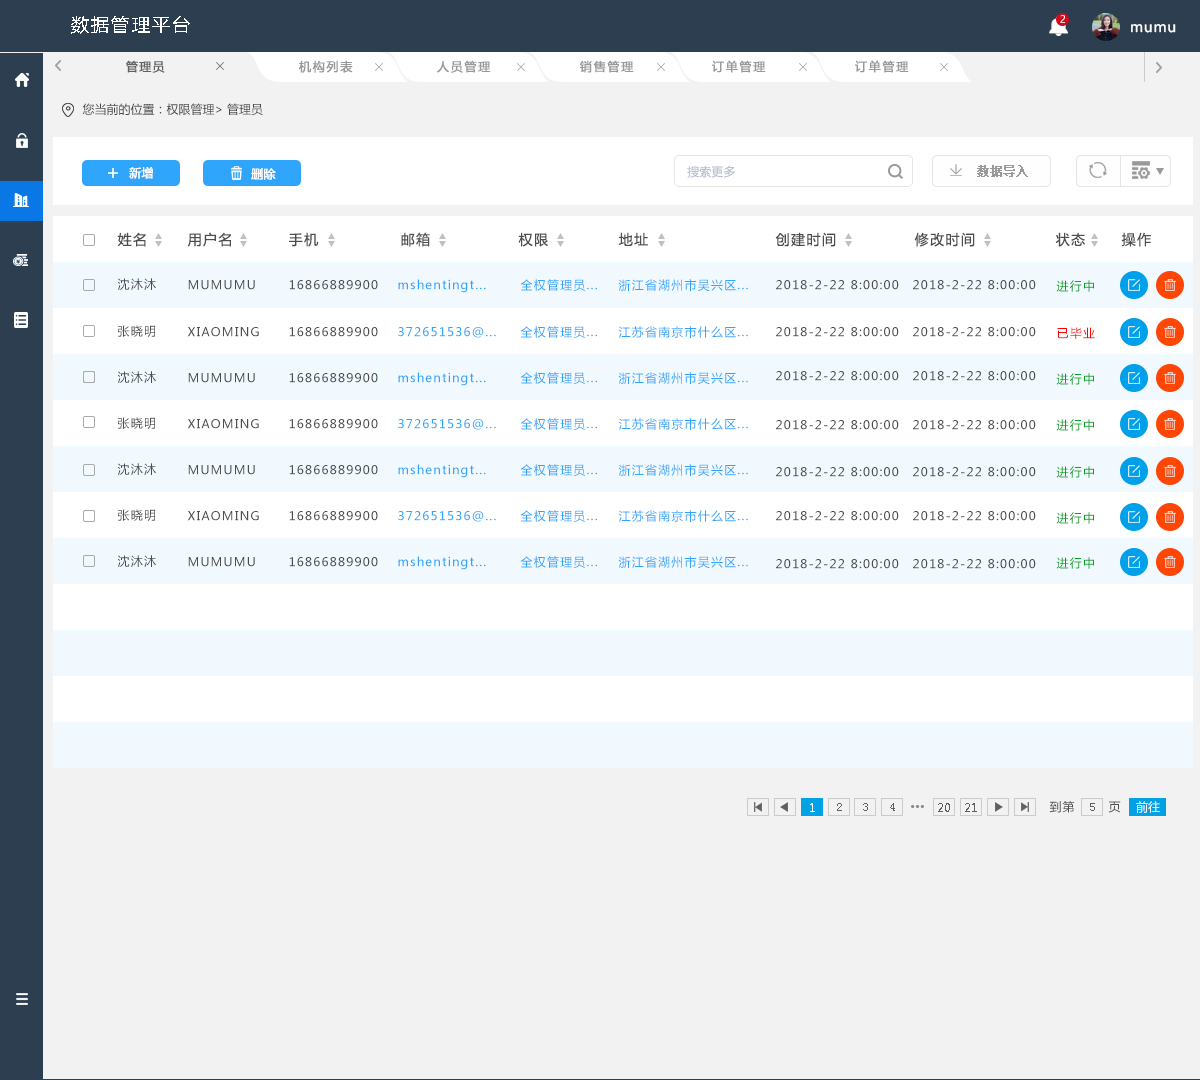 数据管理平台
2
mumu
管理员 机构列表 人员管理 销售管理 订单管理 订单管理
您当前的位置：权限管理> 管理员
新增 删除 搜索更多 数据导入
姓名 用户名 手机 邮箱 权限 地址 创建时间 修改时间 状态 操作
沈沐沐 MUMUMU 16866889900 mshentingt... 全权管理员... 浙江省湖州市吴兴区... 2018-2-22 8:00:00 2018-2-22 8:00:00 进行中
张晓明 XIAOMING 16866889900 372651536@... 全权管理员... 江苏省南京市什么区... 2018-2-22 8:00:00 2018-2-22 8:00:00 已毕业
沈沐沐 MUMUMU 16866889900 mshentingt... 全权管理员... 浙江省湖州市吴兴区... 2018-2-22 8:00:00 2018-2-22 8:00:00 进行中
张晓明 XIAOMING 16866889900 372651536@... 全权管理员... 江苏省南京市什么区... 2018-2-22 8:00:00 2018-2-22 8:00:00 进行中
沈沐沐 MUMUMU 16866889900 mshentingt... 全权管理员... 浙江省湖州市吴兴区... 2018-2-22 8:00:00 2018-2-22 8:00:00 进行中
张晓明 XIAOMING 16866889900 372651536@... 全权管理员... 江苏省南京市什么区... 2018-2-22 8:00:00 2018-2-22 8:00:00 进行中
沈沐沐 MUMUMU 16866889900 mshentingt... 全权管理员... 浙江省湖州市吴兴区... 2018-2-22 8:00:00 2018-2-22 8:00:00 进行中
1 2 3 4 ••• 20 21 到第 5 页 前往